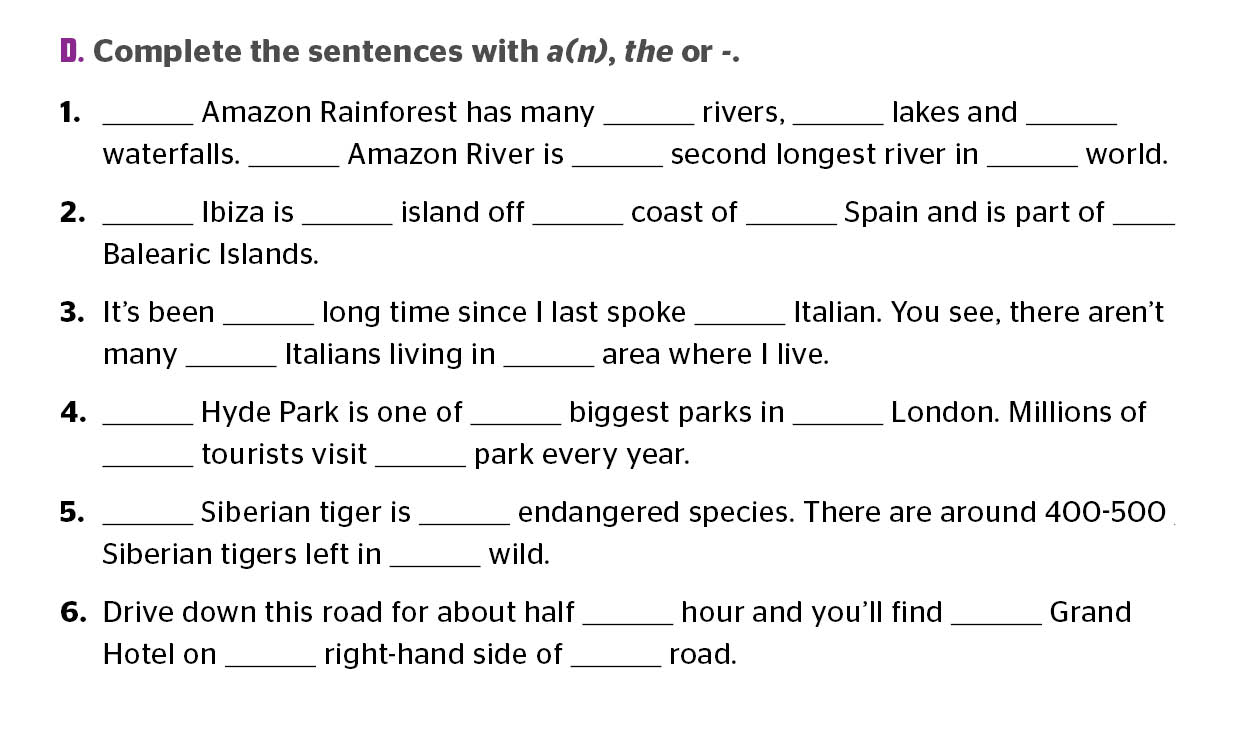 D. Complete the sentences with a(n), the or -.
1. ______ Amazon Rainforest has many ______ rivers, ______ lakes and ______
waterfalls. ______ Amazon River is ______ second longest river in ______ world.
2. ______ Ibiza is ______ island off ______ coast of ______ Spain and is part of ____
Balearic Islands.
3. It's been ______ long time since I last spoke ______ Italian. You see, there aren't
many ______ Italians living in ______ area where I live.
4. ______ Hyde Park is one of ______ biggest parks in ______ London. Millions of
______ tourists visit ______ park every year.
5. ______ Siberian tiger is ______ endangered species. There are around 400-500
Siberian tigers left in ______ wild.
6. Drive down this road for about half ______ hour and you'll find ______ Grand
Hotel on ______ right-hand side of ______ road.